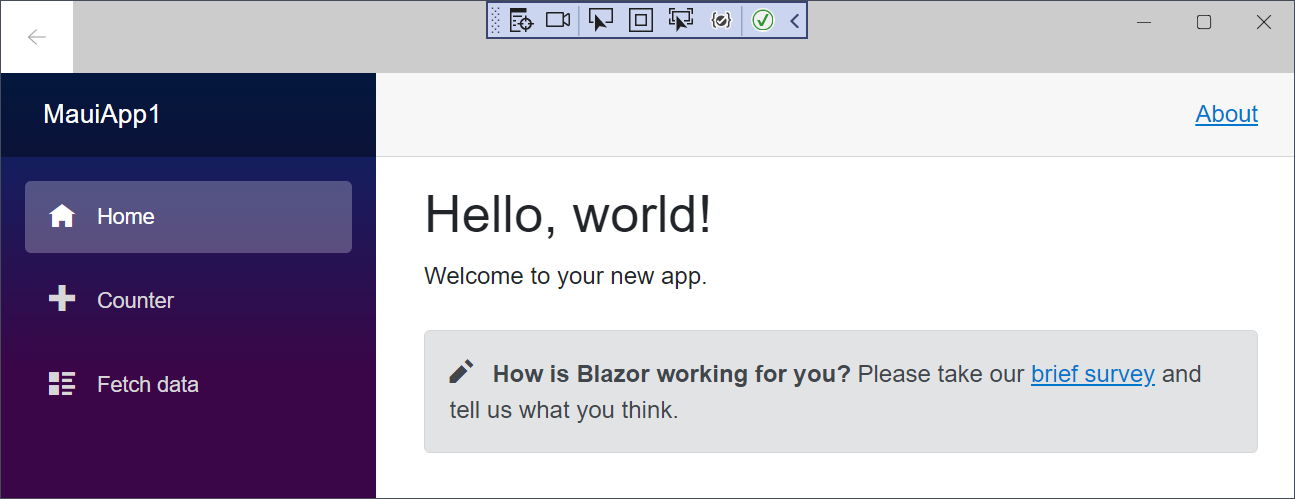 MauiApp1
About
Home
Counter
Fetch data
Hello, world!
Welcome to your new app.
How is Blazor working for you? Please take our brief survey and
tell us what you think.